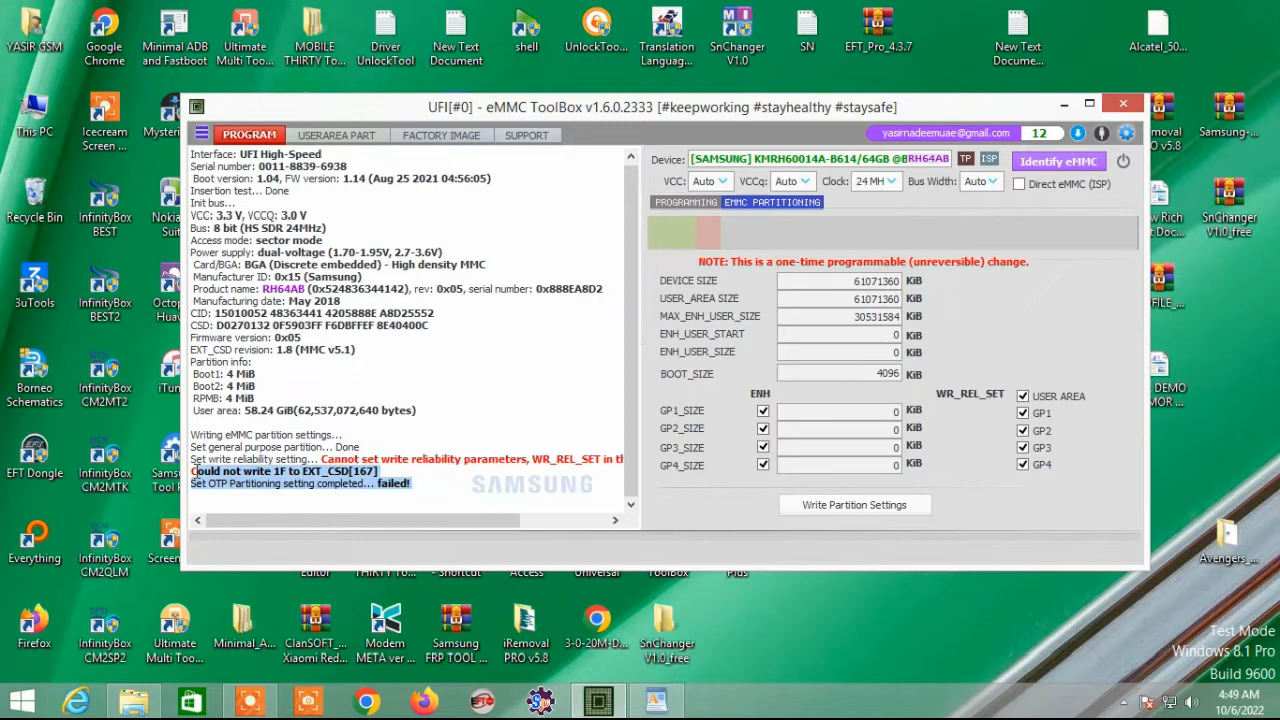 YASIR GSM
Google Chrome
Minimal ADB and Fastboot
Ultimate Multi Too...
MOBILE THIRTY To...
Driver UnlockTool
New Text Document
shell
UnlockToo...
Translation Languag...
SnChanger V1.0
SN
EFT_Pro_4.3.7
New Text Docume...
Alcatel_50...
UFI[#0] - eMMC ToolBox v1.6.0.2333 [#keepworking #stayhealthy #staysafe]
PROGRAM
USERAREA PART
FACTORY IMAGE
SUPPORT
yasirnadeemuae@gmail.com 12
Interface: UFI High-Speed
Serial number: 0011-8839-6938
Boot version: 1.04, FW version: 1.14 (Aug 25 2021 04:56:05)
Insertion test... Done
Init bus...
VCC: 3.3 V, VCCQ: 3.0 V
Bus: 8 bit (HS SDR 24MHz)
Access mode: sector mode
Power supply: dual-voltage (1.70-1.95V, 2.7-3.6V)
Card/BGA: BGA (Discrete embedded) - High density MMC
Manufacturer ID: 0x15 (Samsung)
Product name: RH64AB (0x524836344142), rev: 0x05, serial number: 0x888EA8D2
Manufacturing date: May 2018
CID: 15010052 48363441 4205888E A8D25552
CSD: D0270132 0F5903FF F6DBFFEF 8E40400C
Firmware version: 0x05
EXT_CSD revision: 1.8 (MMC v5.1)
Partition info:
Boot1: 4 MiB
Boot2: 4 MiB
RPMB: 4 MiB
User area: 58.24 GiB(62,537,072,640 bytes)
Writing eMMC partition settings...
Set general purpose partition... Done
Set write reliability setting... Cannot set write reliability parameters, WR_REL_SET in th
Could not write 1F to EXT_CSD[167]
Set OTP Partitioning setting completed... failed!
SAMSUNG
Device: [SAMSUNG] KMRH60014A-B614/64GB @BRH64AB TP ISP Identify eMMC
VCC: Auto VCCq: Auto Clock: 24 MH Bus Width: Auto Direct eMMC (ISP)
PROGRAMMING EMMC PARTITIONING
NOTE: This is a one-time programmable (unreversible) change.
DEVICE SIZE 61071360 KiB
USER_AREA SIZE 61071360 KiB
MAX_ENH_USER_SIZE 30531584 KiB
ENH_USER_START 0 KiB
ENH_USER_SIZE 0 KiB
BOOT_SIZE 4096 KiB
ENH WR_REL_SET USER AREA
GP1_SIZE 0 KiB GP1
GP2_SIZE 0 KiB GP2
GP3_SIZE 0 KiB GP3
GP4_SIZE 0 KiB GP4
Write Partition Settings
This PC
Icecream Screen ...
Recycle Bin
InfinityBox BEST
3uTools
InfinityBox BEST2
Borneo Schematics
InfinityBox CM2MT2
EFT Dongle
InfinityBox CM2MTK
Everything
InfinityBox CM2QLM
Firefox
InfinityBox CM2SP2
Ultimate Multi Too...
Minimal_A...
ClanSOFT_... Xiaomi Red...
Modem META ver ...
Samsung FRP TOOL ...
iRemoval PRO v5.8
3-0-20M-D...
SnChanger V1.0_free
SnChanger V1.0_free
Avengers_...
Test Mode
Windows 8.1 Pro
Build 9600
4:49 AM
10/6/2022